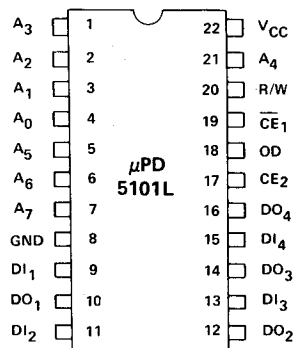 A3 1 22 VCC
A2 2 21 A4
A1 3 20 R/W
A0 4 19 C̅E̅1
A5 5 18 OD
A6 6 μPD 5101L 17 CE2
A7 7 16 DO4
GND 8 15 DI4
DI1 9 14 DO3
DO1 10 13 DI3
DI2 11 12 DO2